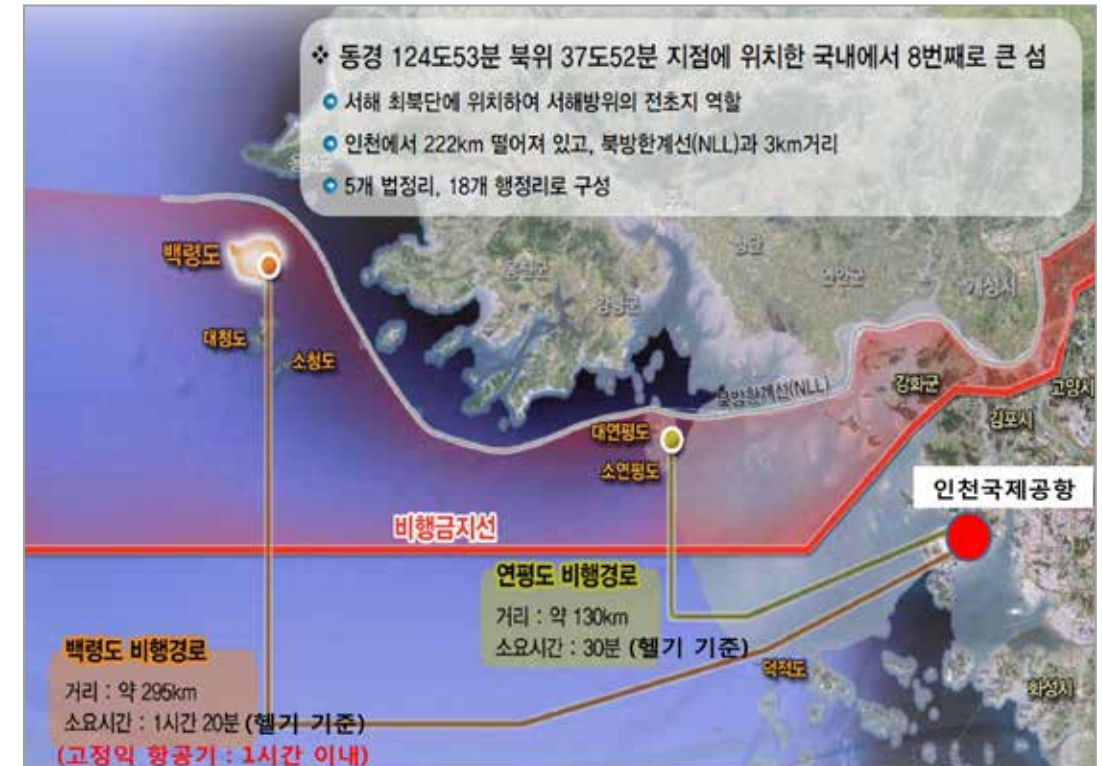 ❖ 동경 124도53분 북위 37도52분 지점에 위치한 국내에서 8번째로 큰 섬
서해 최북단에 위치하여 서해방위의 전초지 역할
인천에서 222km 떨어져 있고, 북방한계선(NLL)과 3km거리
5개 법정리, 18개 행정리로 구성
백령도
대청도
소청도
옹진군
강령군
청단
연안군
개성시
북방한계선(NLL)
강화군
고양시
김포시
대연평도
소연평도
인천국제공항
비행금지선
연평도 비행경로
거리 : 약 130km
소요시간 : 30분 (헬기 기준)
덕적도
화성시
백령도 비행경로
거리 : 약 295km
소요시간 : 1시간 20분 (헬기 기준)
(고정익 항공기 : 1시간 이내)